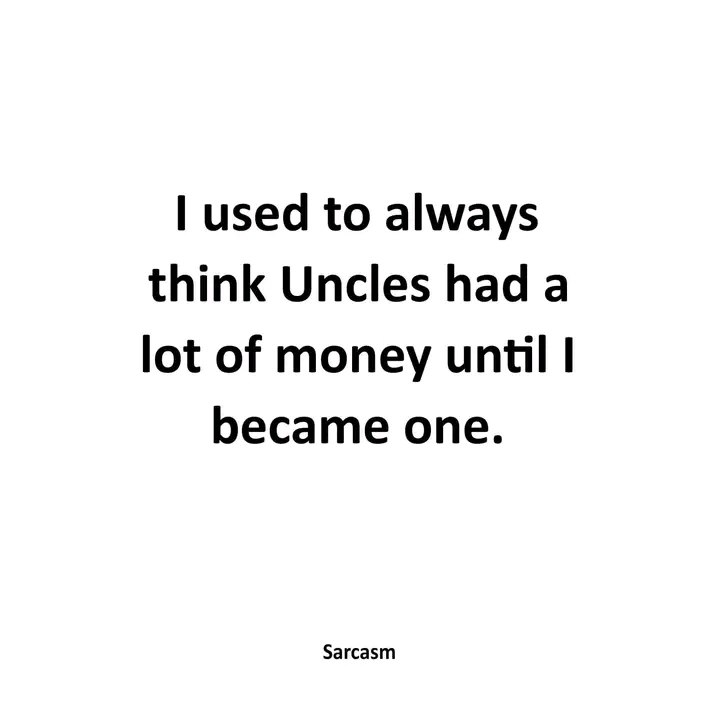 I used to always
think Uncles had a
lot of money until I
became one.
Sarcasm